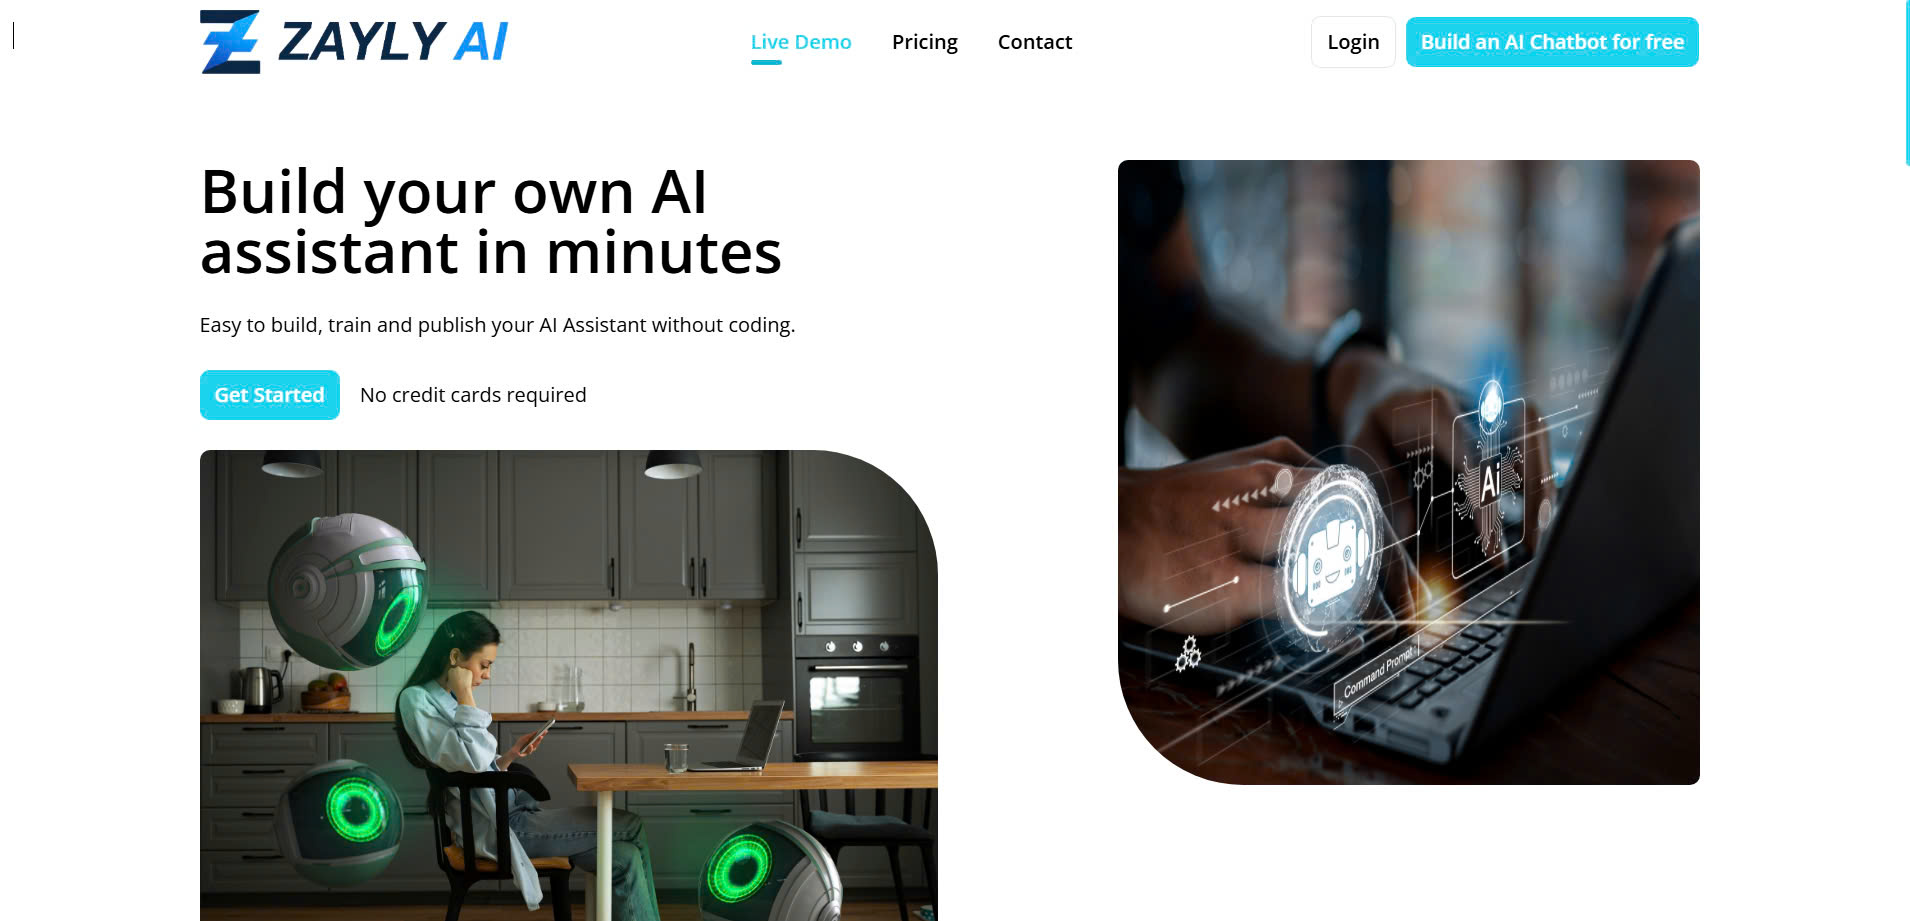 ZAYLY AI
Live Demo
Pricing
Contact
Login
Build an AI Chatbot for free
Build your own AI
assistant in minutes
Easy to build, train and publish your AI Assistant without coding.
Get Started
No credit cards required
Ai
Command Prompt